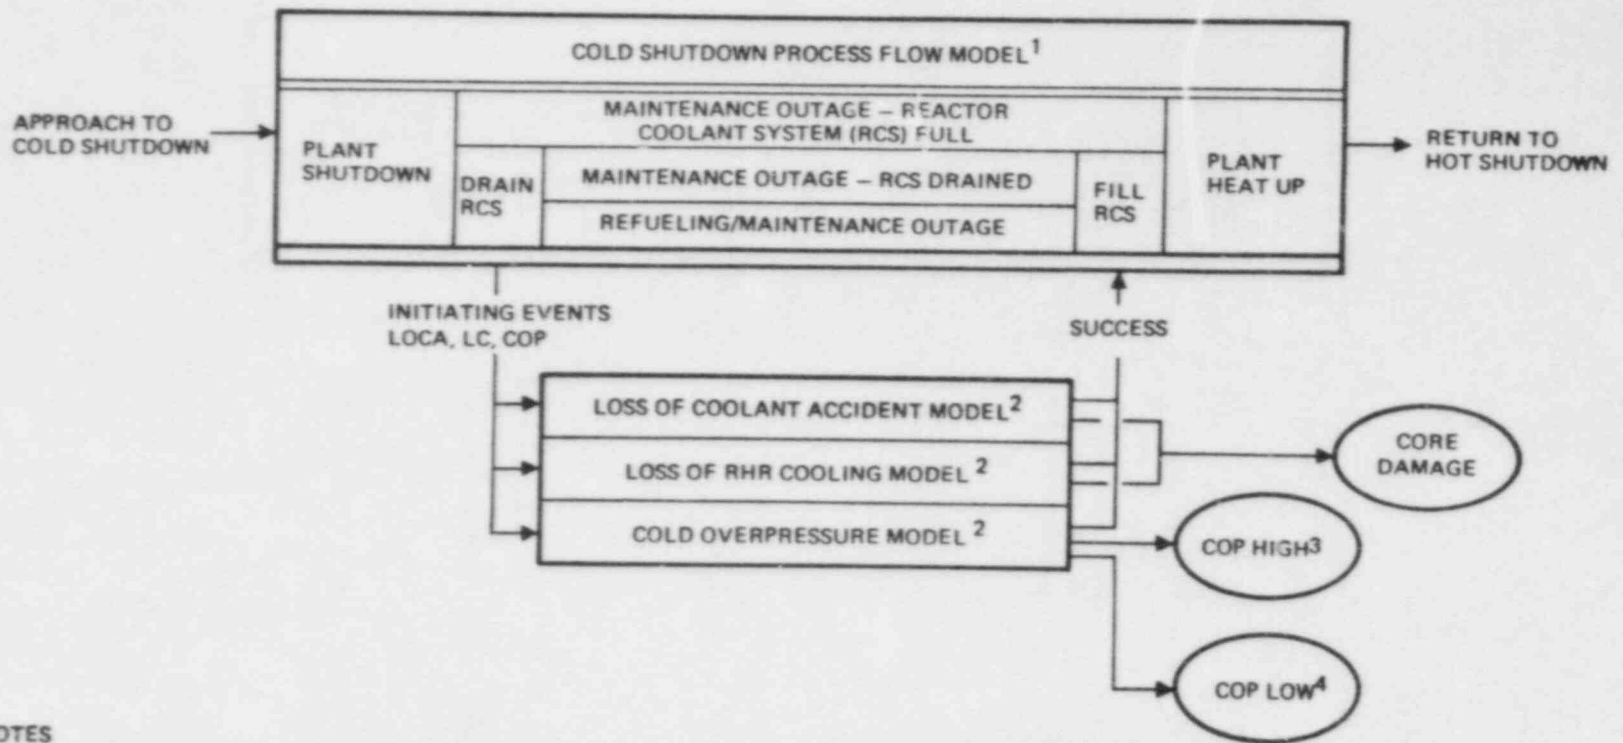 COLD SHUTDOWN PROCESS FLOW MODEL1
APPROACH TO
COLD SHUTDOWN
PLANT
SHUTDOWN
MAINTENANCE OUTAGE – REACTOR
COOLANT SYSTEM (RCS) FULL
DRAIN
RCS
MAINTENANCE OUTAGE – RCS DRAINED
REFUELING/MAINTENANCE OUTAGE
FILL
RCS
PLANT
HEAT UP
RETURN TO
HOT SHUTDOWN
INITIATING EVENTS
LOCA, LC, COP
SUCCESS
LOSS OF COOLANT ACCIDENT MODEL2
LOSS OF RHR COOLING MODEL 2
COLD OVERPRESSURE MODEL 2
CORE
DAMAGE
COP HIGH3
COP LOW4
OTES